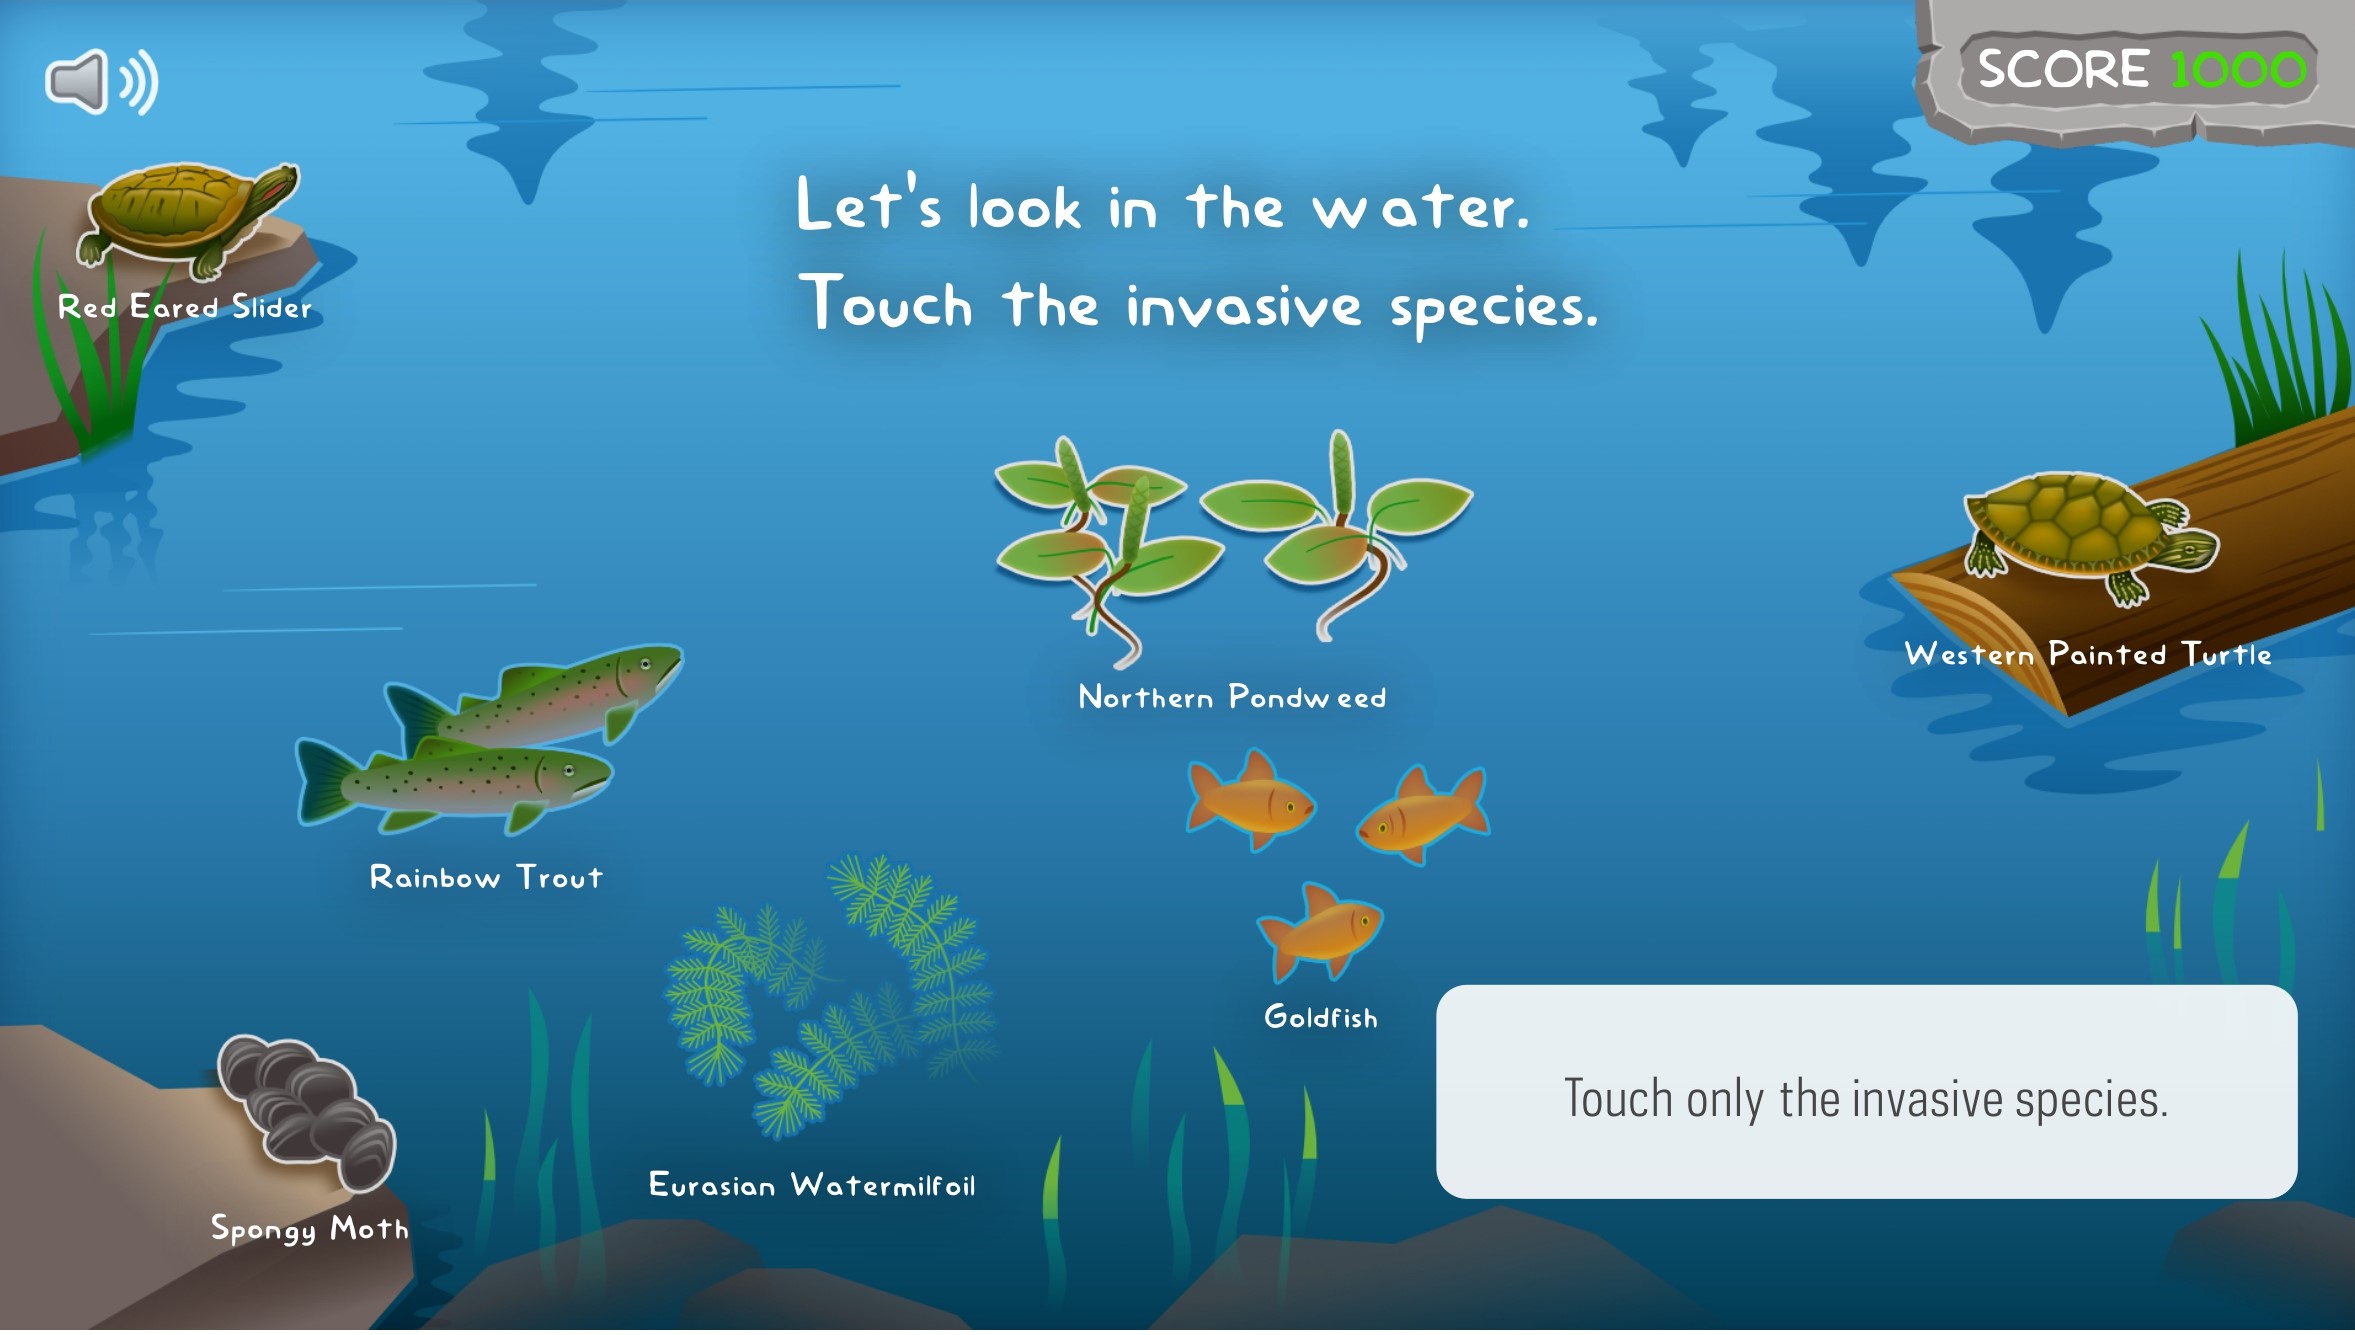 SCORE 1000
Let's look in the water.
Touch the invasive species.
Red Eared Slider
Western Painted Turtle
Northern Pondweed
Rainbow Trout
Goldfish
Eurasian Watermilfoil
Spongy Moth
Touch only the invasive species.